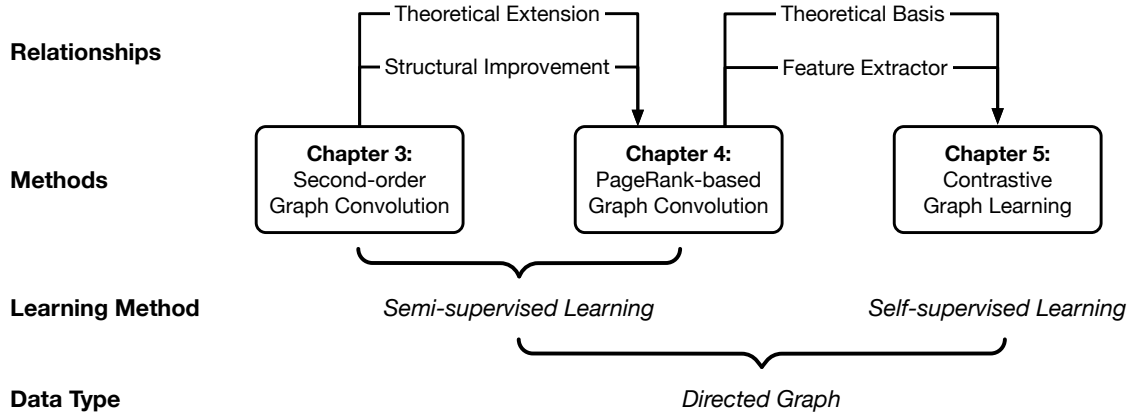 Relationships
Theoretical Extension
Structural Improvement
Theoretical Basis
Feature Extractor
Methods
Chapter 3:
Second-order
Graph Convolution
Chapter 4:
PageRank-based
Graph Convolution
Chapter 5:
Contrastive
Graph Learning
Learning Method
Semi-supervised Learning
Self-supervised Learning
Data Type
Directed Graph